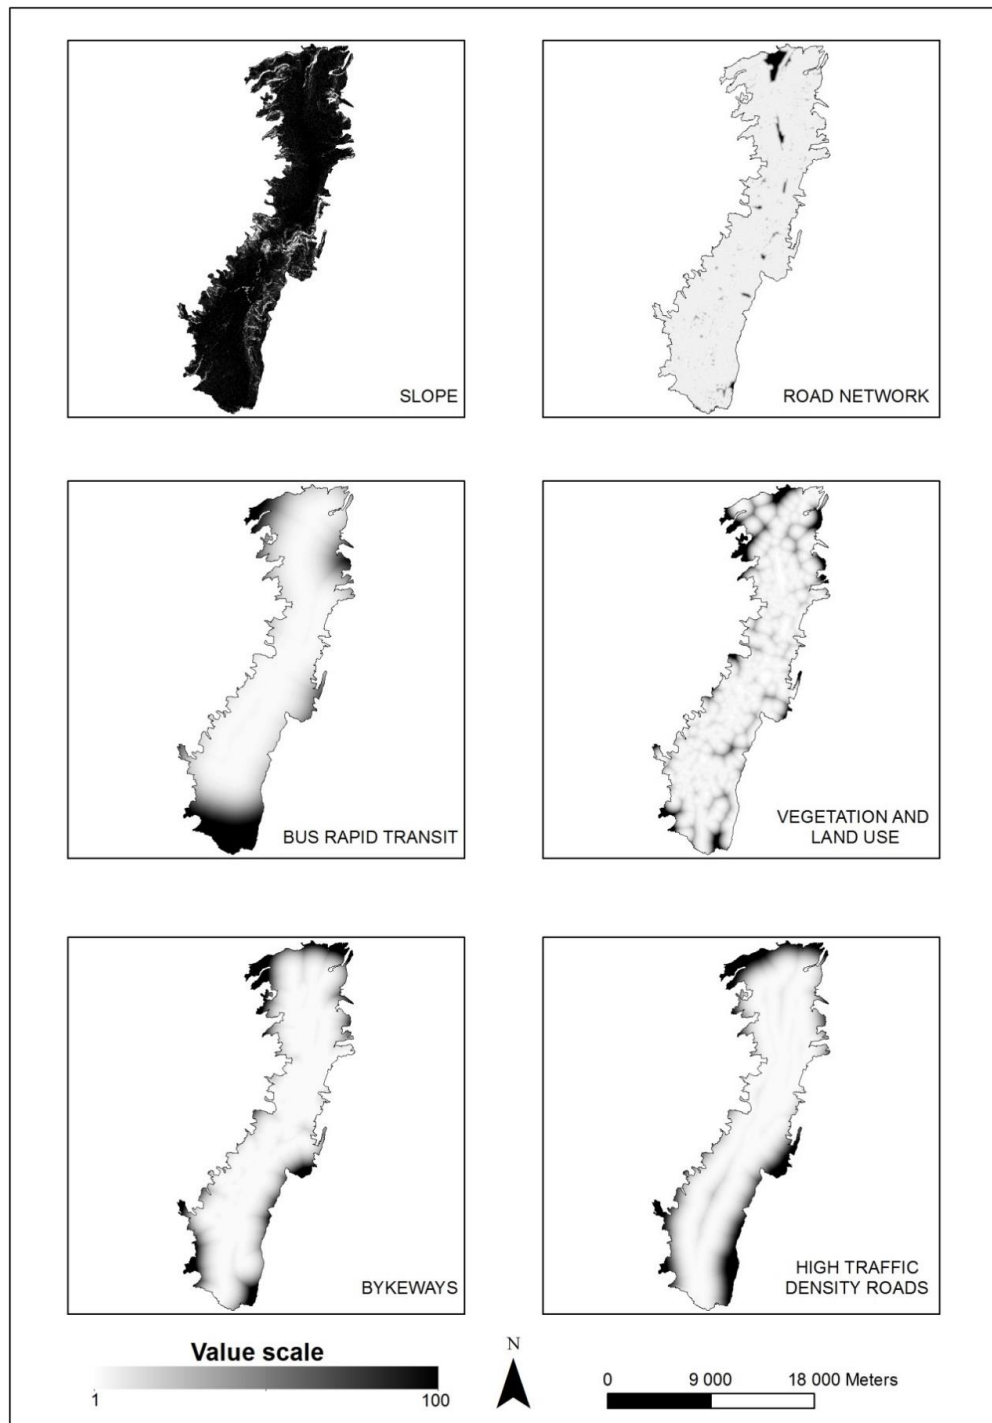 SLOPE
ROAD NETWORK
BUS RAPID TRANSIT
VEGETATION AND
LAND USE
BYKEWAYS
HIGH TRAFFIC
DENSITY ROADS
Value scale
1
100
N
0
9 000
18 000 Meters